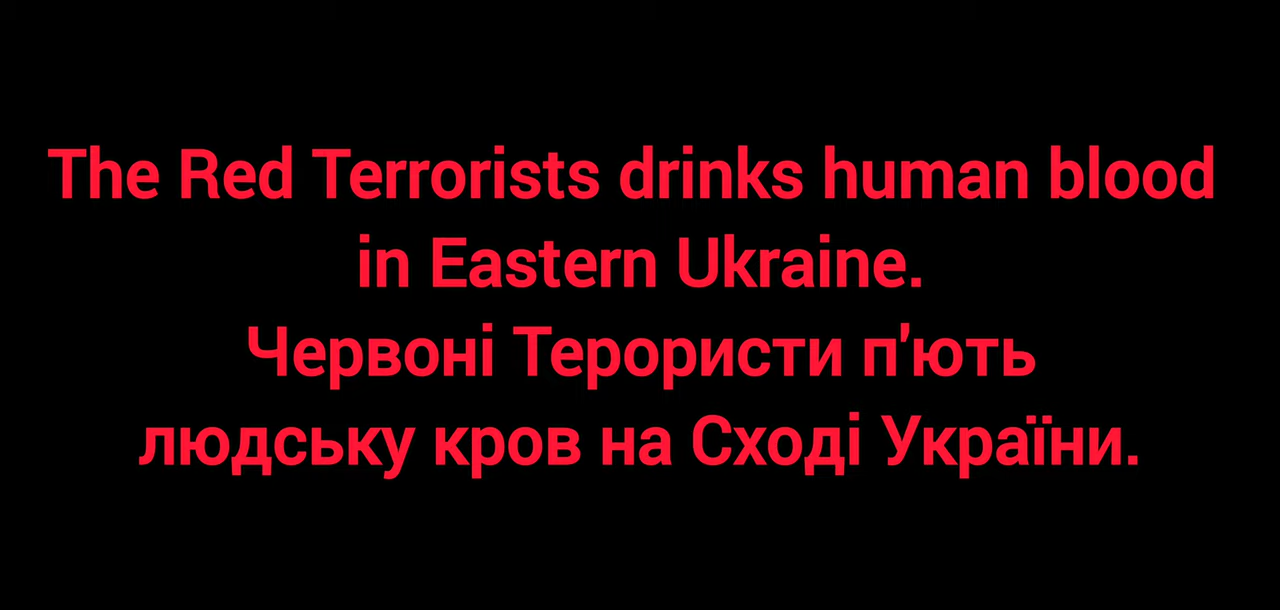 The Red Terrorists drinks human blood
in Eastern Ukraine.
Червоні Терористи п'ють
людську кров на Сході України.